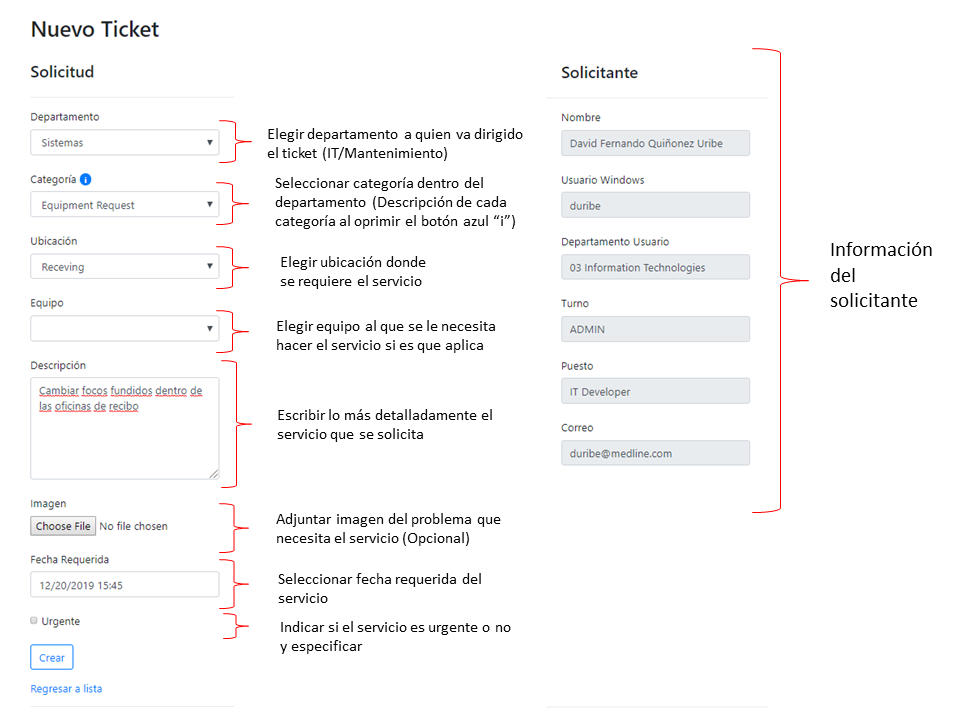 Nuevo Ticket
Solicitud
Departamento
Sistemas
Elegir departamento a quien va dirigido
el ticket (IT/Mantenimiento)
Categoría i
Equipment Request
Seleccionar categoría dentro del
departamento (Descripción de cada
categoría al oprimir el botón azul “i”)
Ubicación
Receving
Elegir ubicación donde
se requiere el servicio
Equipo
Elegir equipo al que se le necesita
hacer el servicio si es que aplica
Descripción
Cambiar focos fundidos dentro de
las oficinas de recibo
Escribir lo más detalladamente el
servicio que se solicita
Imagen
Choose File No file chosen
Adjuntar imagen del problema que
necesita el servicio (Opcional)
Fecha Requerida
12/20/2019 15:45
Seleccionar fecha requerida del
servicio
Urgente
Indicar si el servicio es urgente o no
y especificar
Crear
Regresar a lista
Solicitante
Nombre
David Fernando Quiñonez Uribe
Usuario Windows
duribe
Departamento Usuario
03 Information Technologies
Turno
ADMIN
Puesto
IT Developer
Correo
duribe@medline.com
Información
del
solicitante